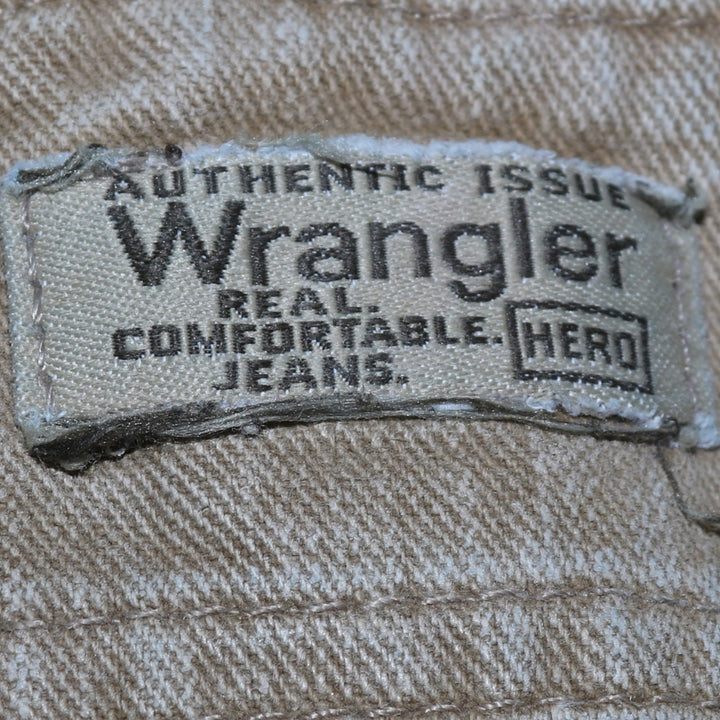 AUTHENTIC ISSUE
Wrangler
REAL.
COMFORTABLE.
JEANS.
HERO